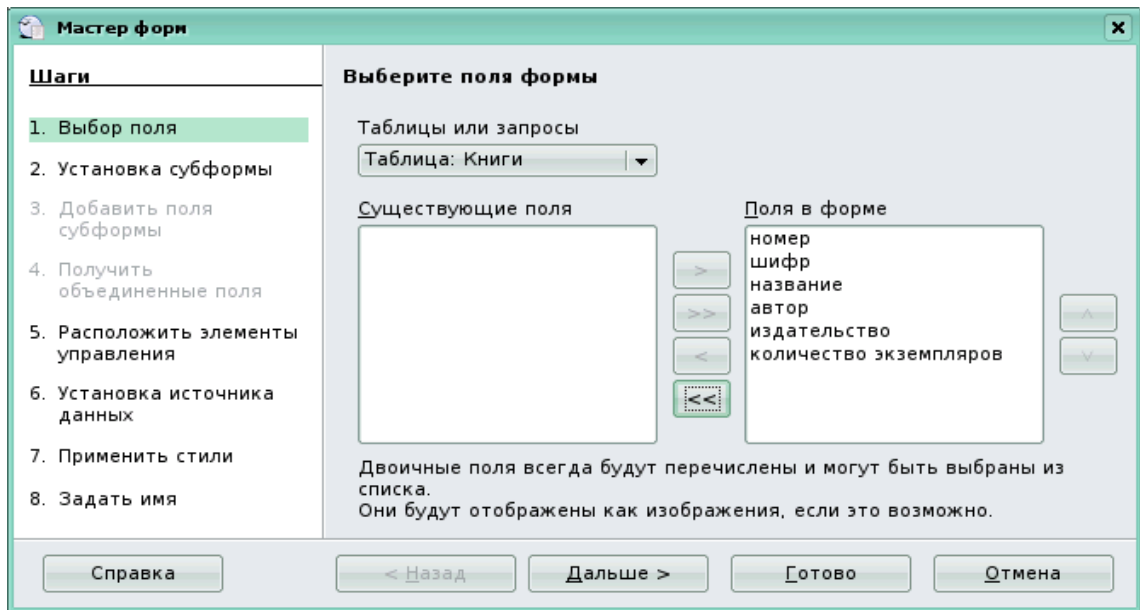 Мастер форм
Шаги
1. Выбор поля
2. Установка субформы
3. Добавить поля
субформы
4. Получить
объединенные поля
5. Расположить элементы
управления
6. Установка источника
данных
7. Применить стили
8. Задать имя
Выберите поля формы
Таблицы или запросы
Таблица: Книги
Существующие поля
>
>>
<
<<
Поля в форме
номер
шифр
название
автор
издательство
количество экземпляров
^
v
Двоичные поля всегда будут перечислены и могут быть выбраны из
списка.
Они будут отображены как изображения, если это возможно.
Справка
< Назад
Дальше >
Готово
Отмена